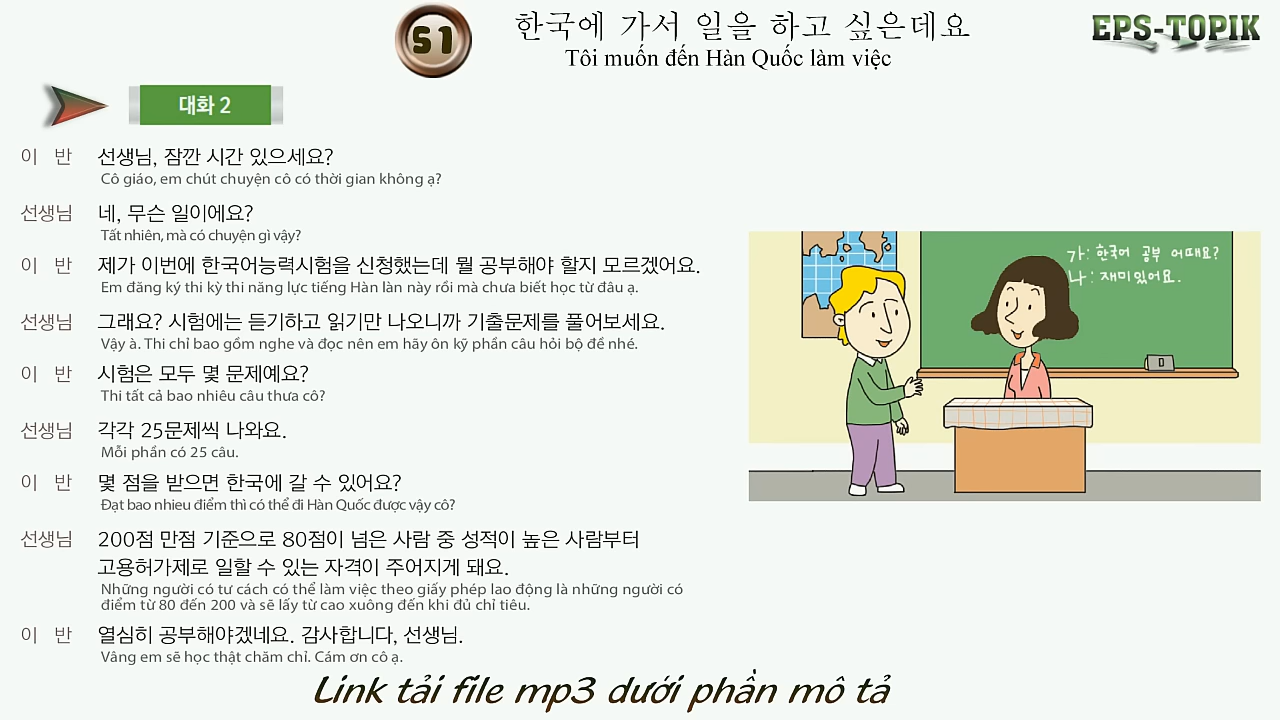 51
한국에 가서 일을 하고 싶은데요
Tôi muốn đến Hàn Quốc làm việc
EPS-TOPIK
대화 2
이 반 선생님, 잠깐 시간 있으세요?
Cô giáo, em chút chuyện cô có thời gian không ạ?
선생님 네, 무슨 일이에요?
Tất nhiên, mà có chuyện gì vậy?
이 반 제가 이번에 한국어능력시험을 신청했는데 뭘 공부해야 할지 모르겠어요.
Em đăng ký thi kỳ thi năng lực tiếng Hàn làn này rồi mà chưa biết học từ đâu ạ.
선생님 그래요? 시험에는 듣기하고 읽기만 나오니까 기출문제를 풀어보세요.
Vậy à. Thi chỉ bao gồm nghe và đọc nên em hãy ôn kỹ phần câu hỏi bộ đề nhé.
이 반 시험은 모두 몇 문제예요?
Thi tất cả bao nhiêu câu thưa cô?
선생님 각각 25문제씩 나와요.
Mỗi phần có 25 câu.
이 반 몇 점을 받으면 한국에 갈 수 있어요?
Đạt bao nhieu điểm thì có thể đi Hàn Quốc được vậy cô?
선생님 200점 만점 기준으로 80점이 넘은 사람 중 성적이 높은 사람부터
고용허가제로 일할 수 있는 자격이 주어지게 돼요.
Những người có tư cách có thể làm việc theo giấy phép lao động là những người có
điểm từ 80 đến 200 và sẽ lấy từ cao xuông đến khi đủ chỉ tiêu.
이 반 열심히 공부해야겠네요. 감사합니다, 선생님.
Vâng em sẽ học thật chăm chỉ. Cám ơn cô ạ.
가: 한국어 공부 어때요?
나: 재미있어요.
Link tải file mp3 dưới phần mô tả